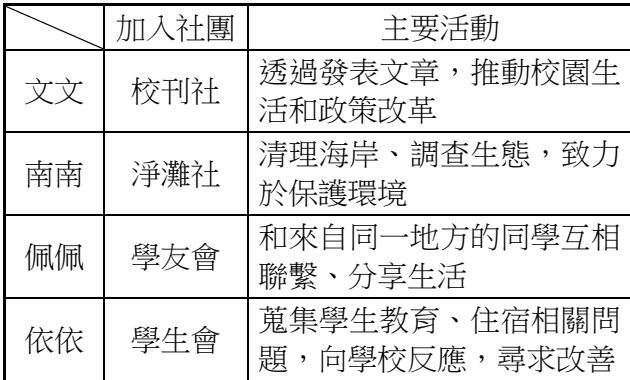 加入社團 主要活動
文文 校刊社 透過發表文章，推動校園生
活和政策改革
南南 淨灘社 清理海岸、調查生態，致力
於保護環境
佩佩 學友會 和來自同一地方的同學互相
聯繫、分享生活
依依 學生會 蒐集學生教育、住宿相關問
題，向學校反應，尋求改善